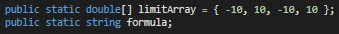 public static double[] limitArray = { -10, 10, -10, 10 };
public static string formula;